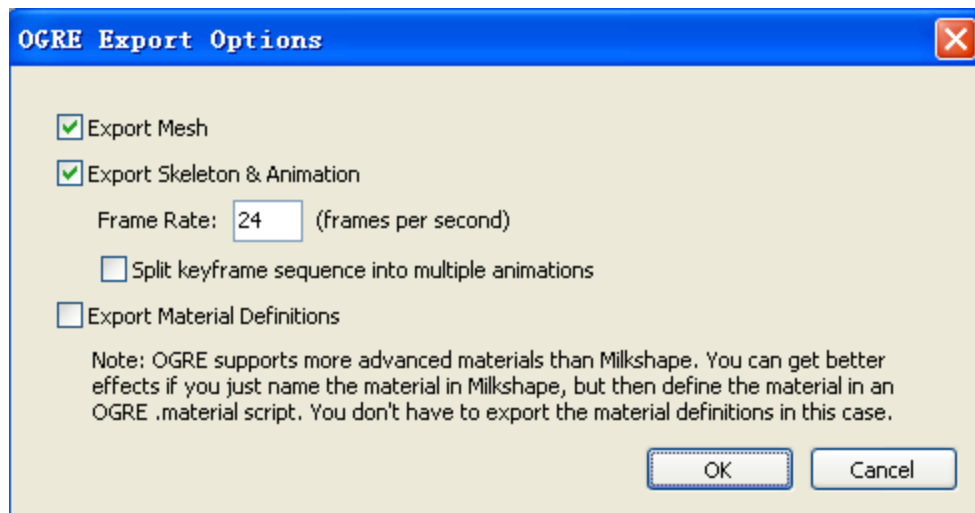 OGRE Export Options
Export Mesh
Export Skeleton & Animation
Frame Rate: 24 (frames per second)
Split keyframe sequence into multiple animations
Export Material Definitions
Note: OGRE supports more advanced materials than Milkshape. You can get better
effects if you just name the material in Milkshape, but then define the material in an
OGRE .material script. You don't have to export the material definitions in this case.
OK Cancel